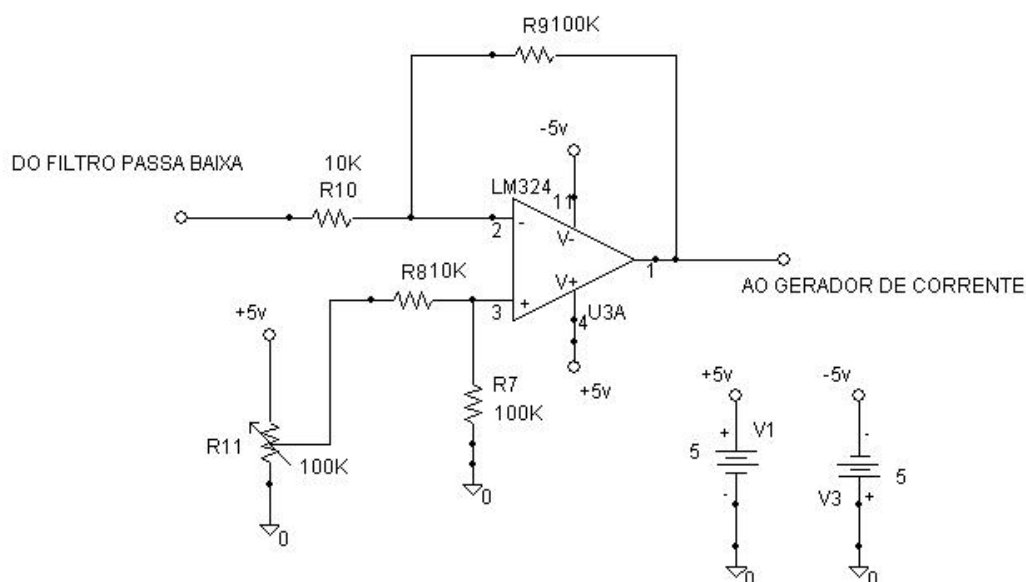 R9100K
-5v
DO FILTRO PASSA BAIXA
10K
R10
LM324
11
2
-
V-
R810K
V+
1
AO GERADOR DE CORRENTE
3
+
4
U3A
+5v
+5v
R7
100K
R11
100K
0
0
+5v
-5v
+
V1
5
-
-
5
V3
+
0
0